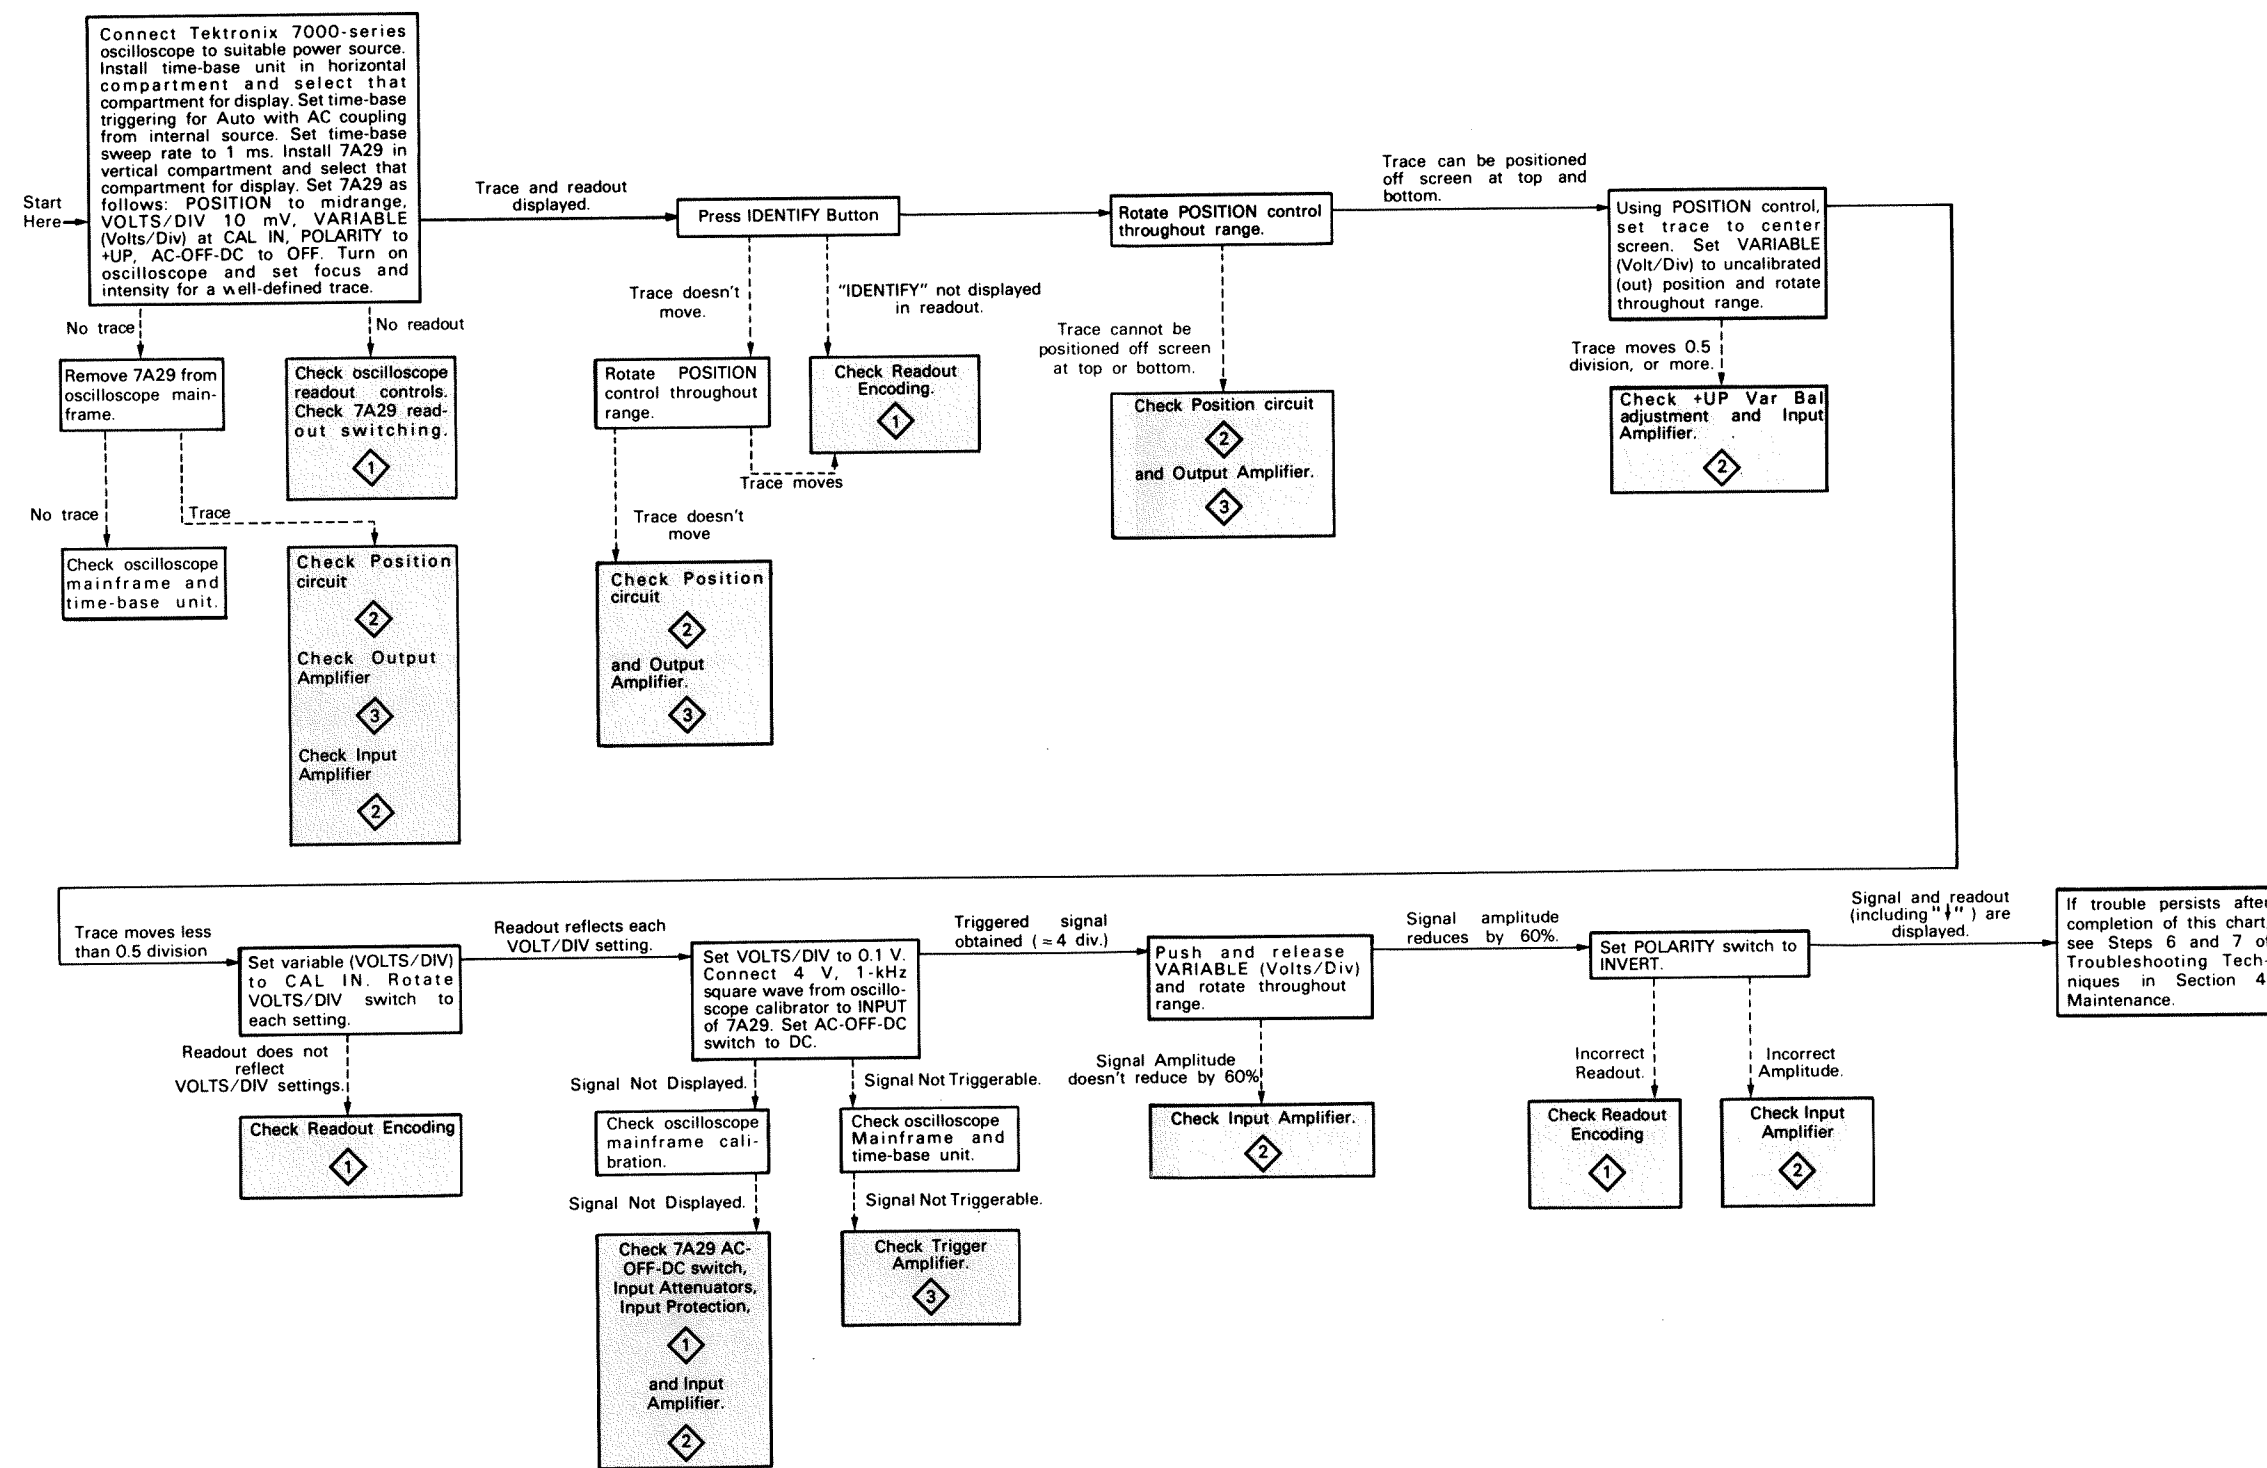 Start
Here
Connect Tektronix 7000-series
oscilloscope to suitable power source.
Install time-base unit in horizontal
compartment and select that
compartment for display. Set time-base
triggering for Auto with AC coupling
from internal source. Set time-base
sweep rate to 1 ms. Install 7A29 in
vertical compartment and select that
compartment for display. Set 7A29 as
follows: POSITION to midrange,
VOLTS/DIV 10 mV, VARIABLE
(Volts/Div) at CAL IN, POLARITY to
+UP, AC-OFF-DC to OFF. Turn on
oscilloscope and set focus and
intensity for a well-defined trace.
No trace
No readout
Remove 7A29 from
oscilloscope main-
frame.
Check oscilloscope
readout controls.
Check 7A29 read-
out switching.
1
No trace
Trace
Check oscilloscope
mainframe and
time-base unit.
Check Position
circuit
2
Check Output
Amplifier
3
Check Input
Amplifier
2
Trace and readout
displayed.
Press IDENTIFY Button
Trace doesn't
move.
"IDENTIFY" not displayed
in readout.
Rotate POSITION
control throughout
range.
Check Readout
Encoding.
1
Trace moves
Trace doesn't
move
Check Position
circuit
2
and Output
Amplifier.
3
Rotate POSITION control
throughout range.
Trace cannot be
positioned off screen
at top or bottom.
Check Position circuit
2
and Output Amplifier.
3
Trace can be positioned
off screen at top and
bottom.
Using POSITION control,
set trace to center
screen. Set VARIABLE
(Volt/Div) to uncalibrated
(out) position and rotate
throughout range.
Trace moves 0.5
division, or more.
Check +UP Var Bal
adjustment and Input
Amplifier.
2
Trace moves less
than 0.5 division
Set variable (VOLTS/DIV)
to CAL IN. Rotate
VOLTS/DIV switch to
each setting.
Readout does not
reflect
VOLTS/DIV settings.
Check Readout Encoding
1
Readout reflects each
VOLT/DIV setting.
Set VOLTS/DIV to 0.1 V.
Connect 4 V, 1-kHz
square wave from oscillo-
scope calibrator to INPUT
of 7A29. Set AC-OFF-DC
switch to DC.
Signal Not Displayed.
Signal Not Triggerable.
Check oscilloscope
mainframe cali-
bration.
Check oscilloscope
Mainframe and
time-base unit.
Signal Not Displayed.
Signal Not Triggerable.
Check 7A29 AC-
OFF-DC switch,
Input Attenuators,
Input Protection,
1
and Input
Amplifier.
2
Check Trigger
Amplifier.
3
Triggered signal
obtained (≈4 div.)
Push and release
VARIABLE (Volts/Div)
and rotate throughout
range.
Signal Amplitude
doesn't reduce by 60%
Check Input Amplifier.
2
Signal amplitude
reduces by 60%.
Set POLARITY switch to
INVERT.
Incorrect
Readout.
Incorrect
Amplitude.
Check Readout
Encoding
1
Check Input
Amplifier
2
Signal and readout
(including "↓") are
displayed.
If trouble persists after
completion of this chart,
see Steps 6 and 7 of
Troubleshooting Tech-
niques in Section 4,
Maintenance.